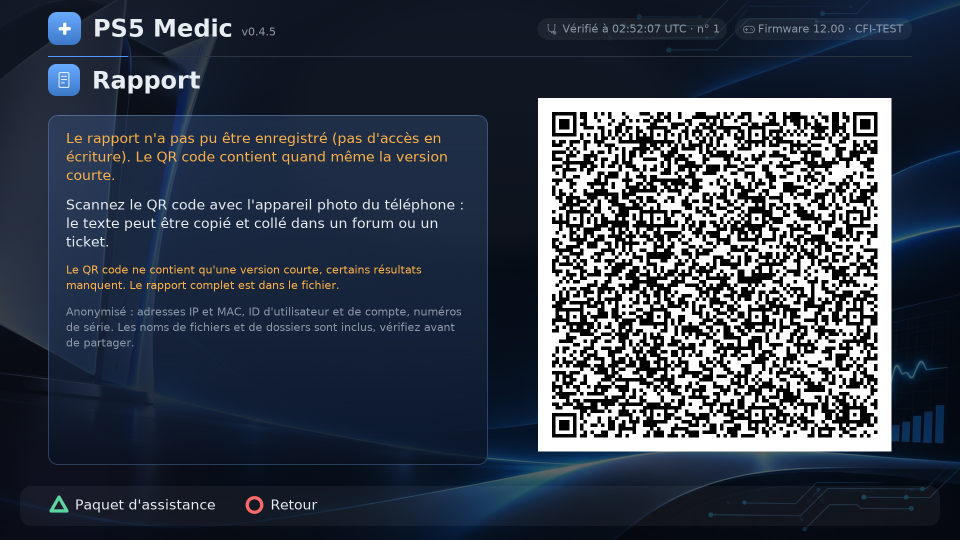 PS5 Medic v0.4.5
Vérifié à 02:52:07 UTC · n° 1
Firmware 12.00 · CFI-TEST
Rapport
Le rapport n'a pas pu être enregistré (pas d'accès en
écriture). Le QR code contient quand même la version
courte.
Scannez le QR code avec l'appareil photo du téléphone :
le texte peut être copié et collé dans un forum ou un
ticket.
Le QR code ne contient qu'une version courte, certains résultats
manquent. Le rapport complet est dans le fichier.
Anonymisé : adresses IP et MAC, ID d'utilisateur et de compte, numéros
de série. Les noms de fichiers et de dossiers sont inclus, vérifiez avant
de partager.
Paquet d'assistance
Retour